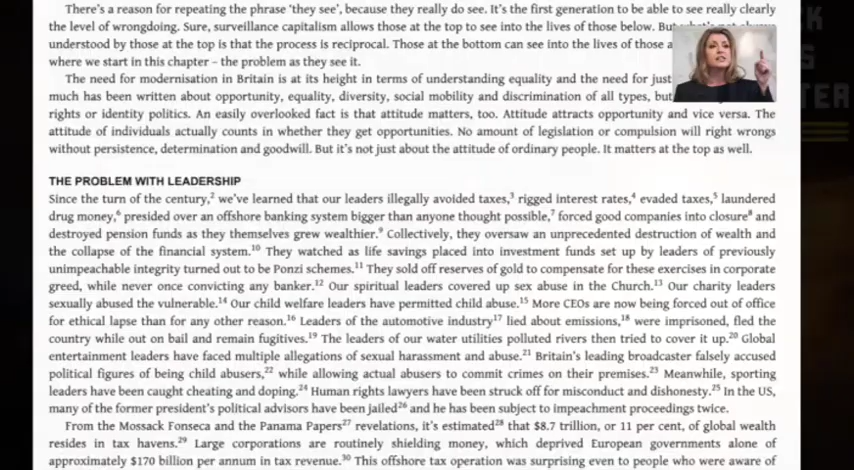 There's a reason for repeating the phrase 'they see', because they really do see. It's the first generation to be able to see really clearly
the level of wrongdoing. Sure, surveillance capitalism allows those at the top to see into the lives of those below. But what's not always
understood by those at the top is that the process is reciprocal. Those at the bottom can see into the lives of those a
where we start in this chapter – the problem as they see it.
The need for modernisation in Britain is at its height in terms of understanding equality and the need for just
much has been written about opportunity, equality, diversity, social mobility and discrimination of all types, but
rights or identity politics. An easily overlooked fact is that attitude matters, too. Attitude attracts opportunity and vice versa. The
attitude of individuals actually counts in whether they get opportunities. No amount of legislation or compulsion will right wrongs
without persistence, determination and goodwill. But it's not just about the attitude of ordinary people. It matters at the top as well.
THE PROBLEM WITH LEADERSHIP
Since the turn of the century,² we've learned that our leaders illegally avoided taxes,³ rigged interest rates,⁴ evaded taxes,⁵ laundered
drug money,⁶ presided over an offshore banking system bigger than anyone thought possible,⁷ forced good companies into closure⁸ and
destroyed pension funds as they themselves grew wealthier.⁹ Collectively, they oversaw an unprecedented destruction of wealth and
the collapse of the financial system.¹⁰ They watched as life savings placed into investment funds set up by leaders of previously
unimpeachable integrity turned out to be Ponzi schemes.¹¹ They sold off reserves of gold to compensate for these exercises in corporate
greed, while never once convicting any banker.¹² Our spiritual leaders covered up sex abuse in the Church.¹³ Our charity leaders
sexually abused the vulnerable.¹⁴ Our child welfare leaders have permitted child abuse.¹⁵ More CEOs are now being forced out of office
for ethical lapse than for any other reason.¹⁶ Leaders of the automotive industry¹⁷ lied about emissions,¹⁸ were imprisoned, fled the
country while out on bail and remain fugitives.¹⁹ The leaders of our water utilities polluted rivers then tried to cover it up.²⁰ Global
entertainment leaders have faced multiple allegations of sexual harassment and abuse.²¹ Britain's leading broadcaster falsely accused
political figures of being child abusers,²² while allowing actual abusers to commit crimes on their premises.²³ Meanwhile, sporting
leaders have been caught cheating and doping.²⁴ Human rights lawyers have been struck off for misconduct and dishonesty.²⁵ In the US,
many of the former president's political advisors have been jailed²⁶ and he has been subject to impeachment proceedings twice.
From the Mossack Fonseca and the Panama Papers²⁷ revelations, it's estimated²⁸ that $8.7 trillion, or 11 per cent, of global wealth
resides in tax havens.²⁹ Large corporations are routinely shielding money, which deprived European governments alone of
approximately $170 billion per annum in tax revenue.³⁰ This offshore tax operation was surprising even to people who were aware of